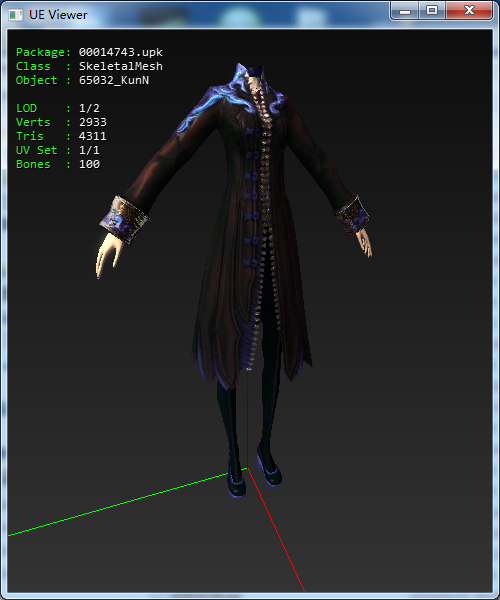 UE Viewer
Package: 00014743.upk
Class : SkeletalMesh
Object : 65032_KunN
LOD : 1/2
Verts : 2933
Tris : 4311
UV Set : 1/1
Bones : 100